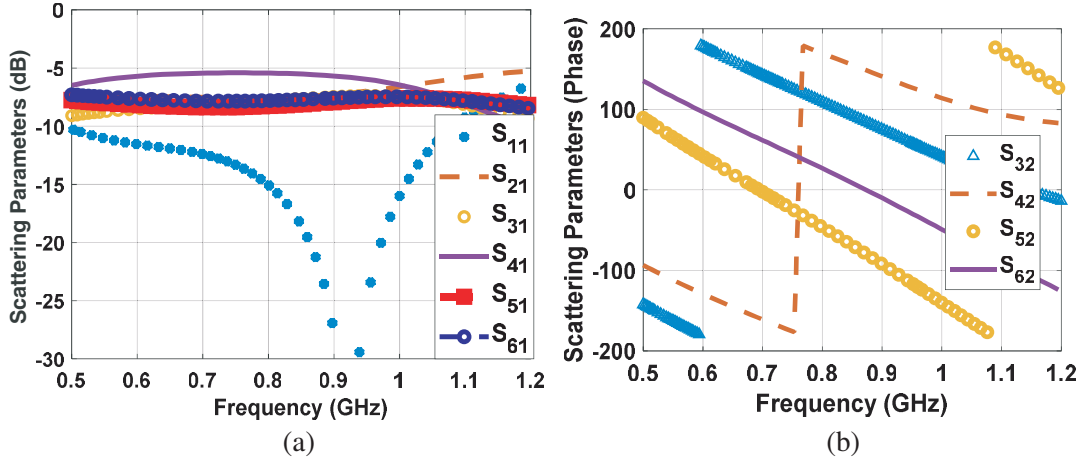 0
-5
-10
-15
-20
-25
-30
Scattering Parameters (dB)
0.5 0.6 0.7 0.8 0.9 1 1.1 1.2
Frequency (GHz)
S11
S21
S31
S41
S51
S61
(a)
200
100
0
-100
-200
Scattering Parameters (Phase)
0.5 0.6 0.7 0.8 0.9 1 1.1 1.2
Frequency (GHz)
S32
S42
S52
S62
(b)